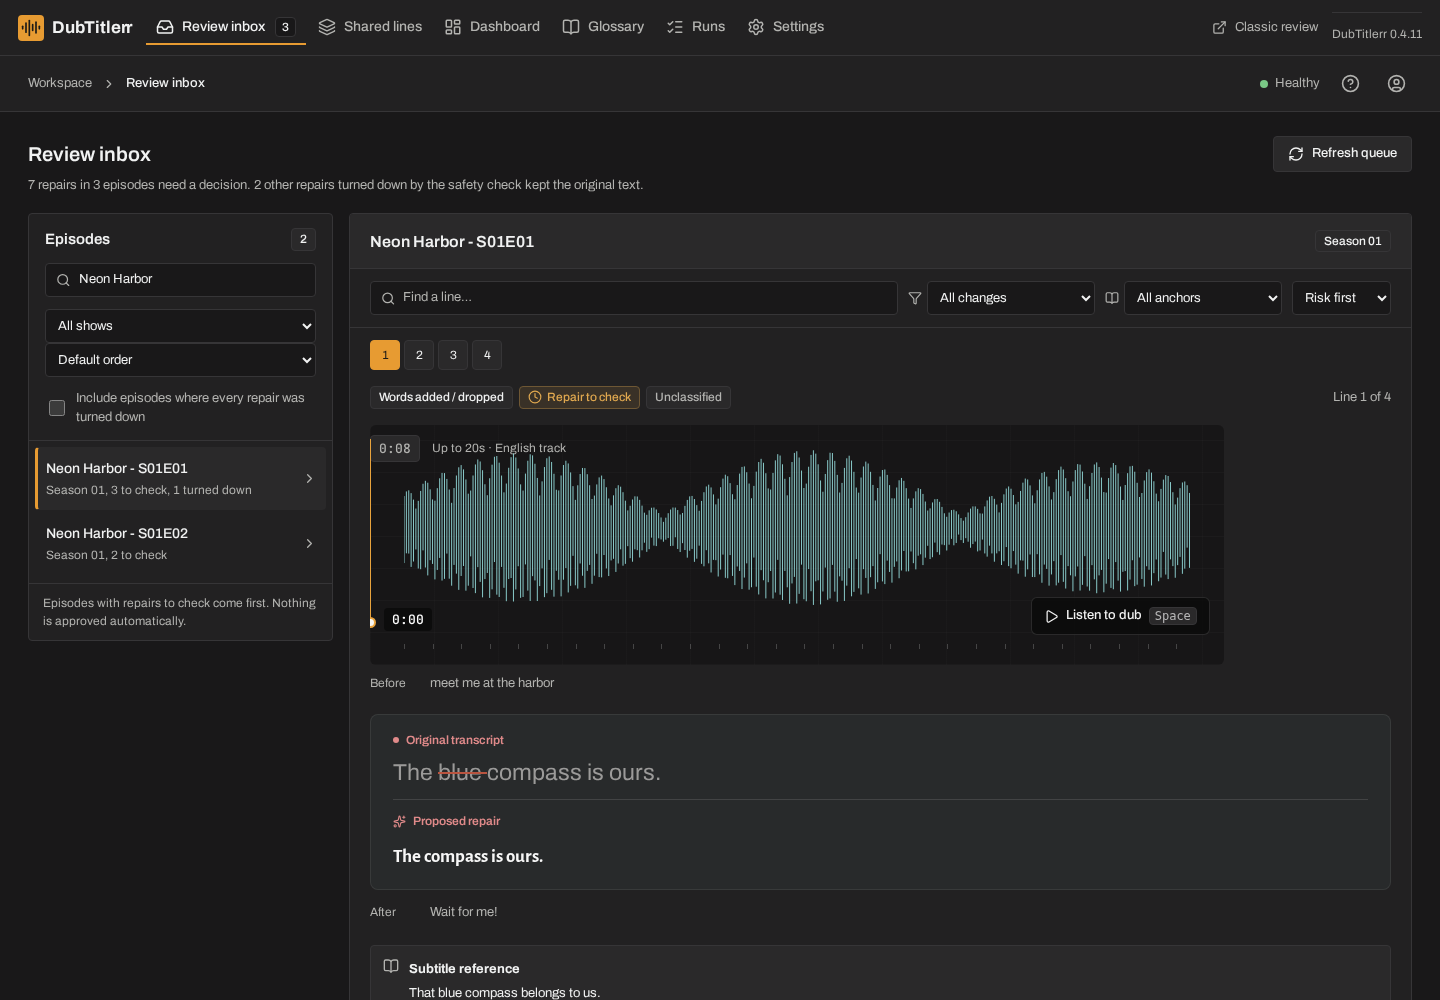 DubTitlerr
Review inbox 3
Shared lines
Dashboard
Glossary
Runs
Settings
Classic review
DubTitlerr 0.4.11
Workspace
Review inbox
Healthy
Review inbox
Refresh queue
7 repairs in 3 episodes need a decision. 2 other repairs turned down by the safety check kept the original text.
Episodes 2
Neon Harbor
All shows
Default order
Include episodes where every repair was
turned down
Neon Harbor - S01E01
Season 01, 3 to check, 1 turned down
Neon Harbor - S01E02
Season 01, 2 to check
Episodes with repairs to check come first. Nothing
is approved automatically.
Neon Harbor - S01E01
Season 01
Find a line...
All changes
All anchors
Risk first
1 2 3 4
Words added / dropped
Repair to check
Unclassified
Line 1 of 4
0:08
Up to 20s · English track
0:00
Listen to dub Space
Before meet me at the harbor
Original transcript
The blue compass is ours.
Proposed repair
The compass is ours.
After Wait for me!
Subtitle reference
That blue compass belongs to us.